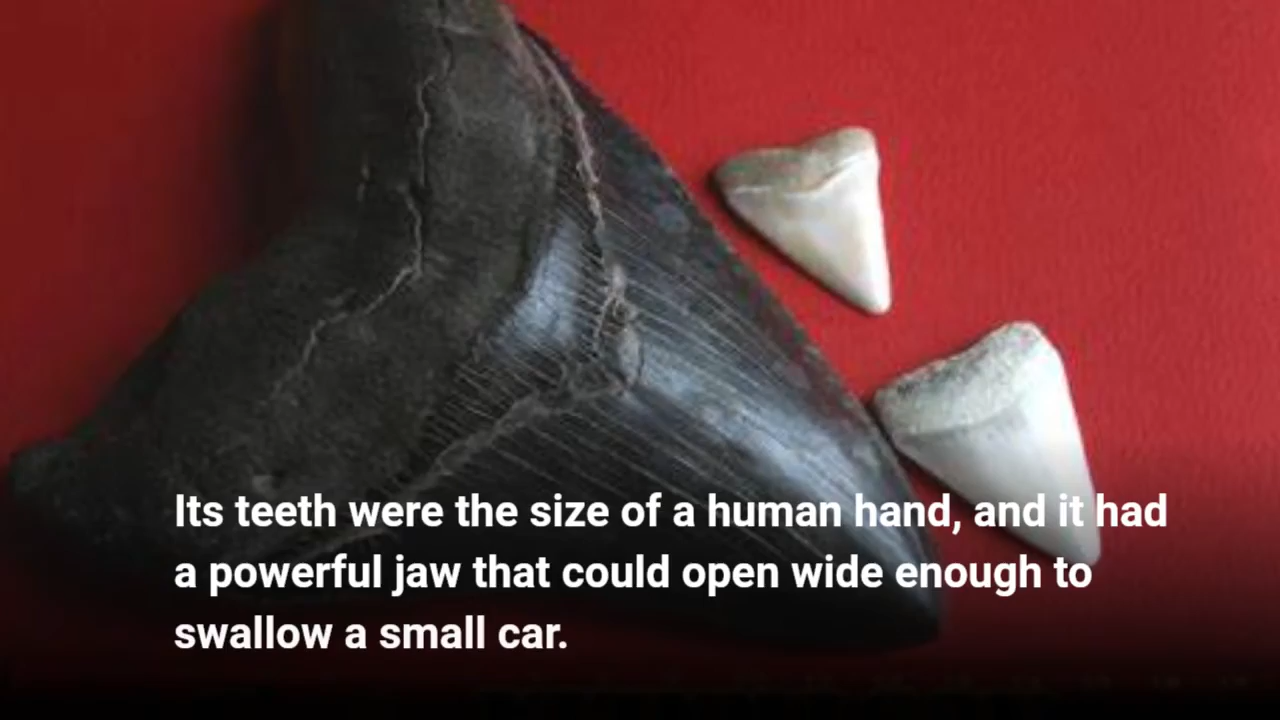 Its teeth were the size of a human hand, and it had
a powerful jaw that could open wide enough to
swallow a small car.